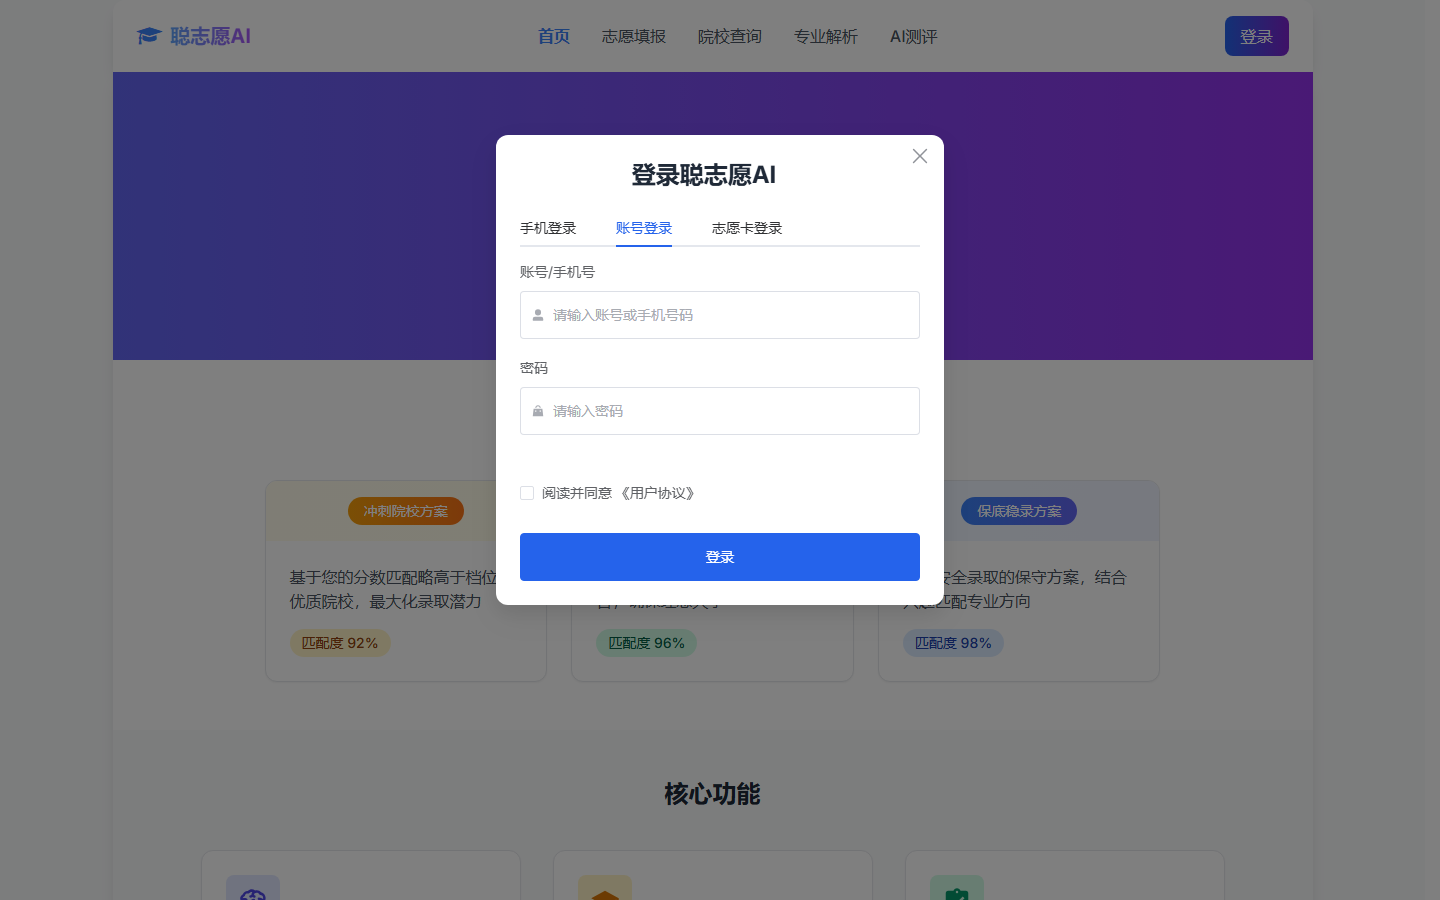 聪志愿AI
首页 志愿填报 院校查询 专业解析 AI测评
登录
登录聪志愿AI
手机登录 账号登录 志愿卡登录
账号/手机号
请输入账号或手机号码
密码
请输入密码
阅读并同意 《用户协议》
登录
冲刺院校方案
基于您的分数匹配略高于档位
优质院校，最大化录取潜力
匹配度 92%
匹配度 96%
保底稳录方案
安全录取的保守方案，结合
匹配专业方向
匹配度 98%
核心功能